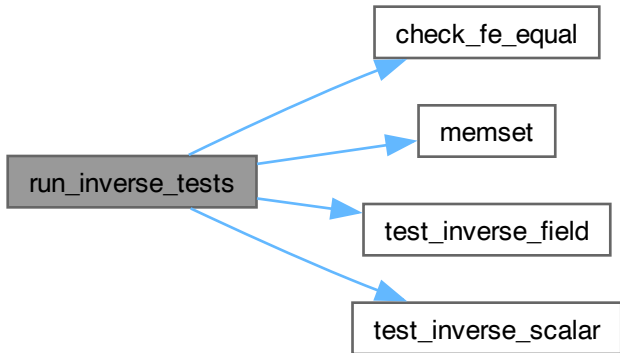 check_fe_equal
memset
run_inverse_tests
test_inverse_field
test_inverse_scalar